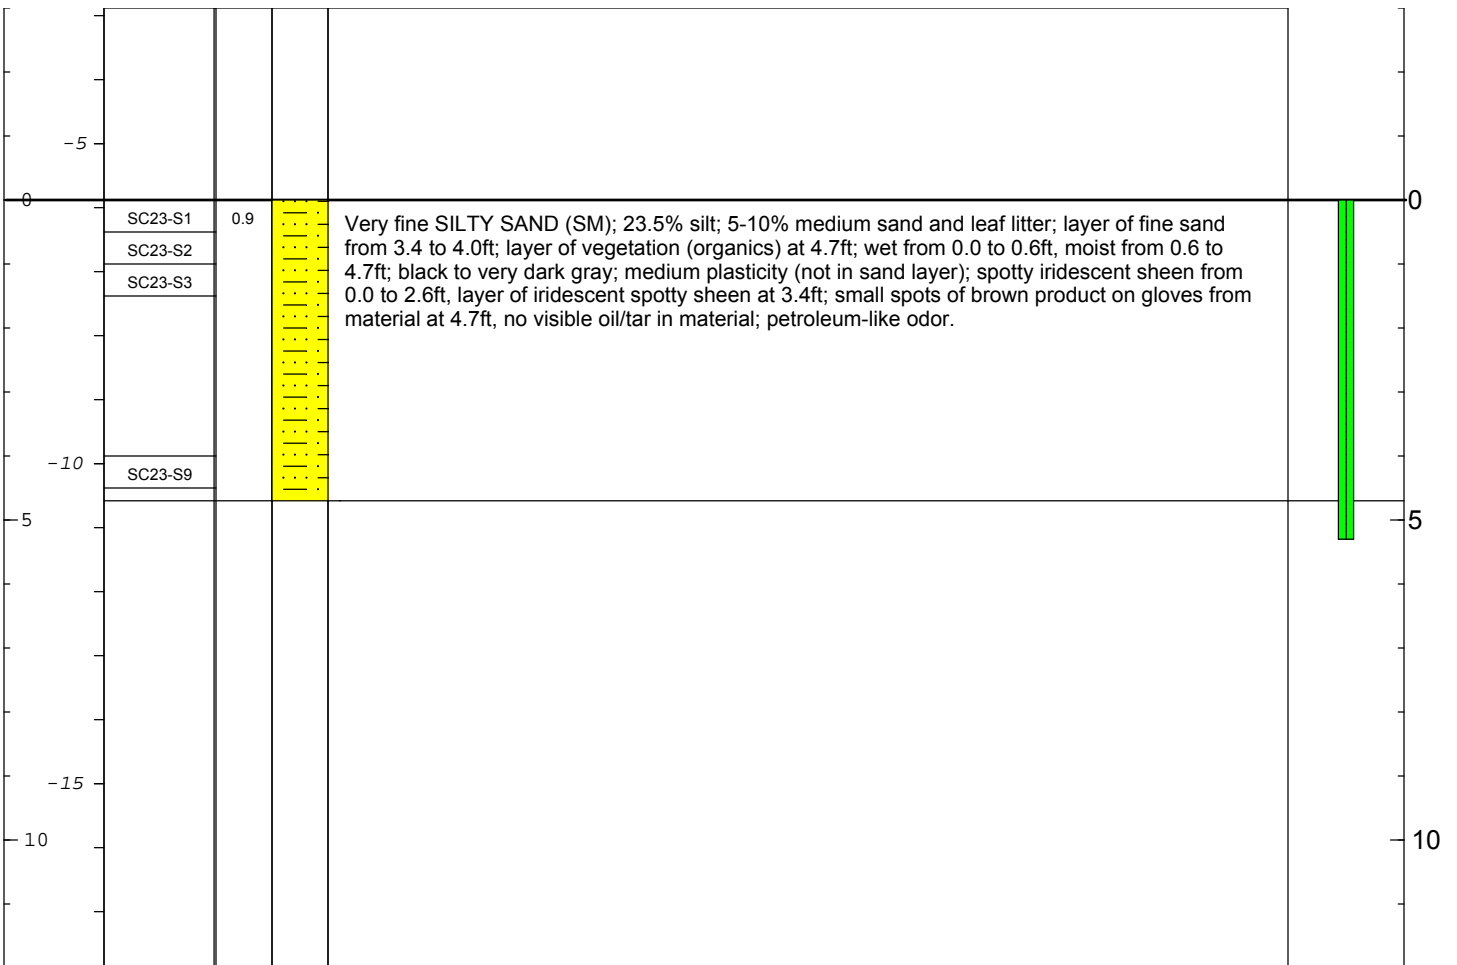 -5
0
0
SC23-S1
0.9
Very fine SILTY SAND (SM); 23.5% silt; 5-10% medium sand and leaf litter; layer of fine sand
from 3.4 to 4.0ft; layer of vegetation (organics) at 4.7ft; wet from 0.0 to 0.6ft, moist from 0.6 to
4.7ft; black to very dark gray; medium plasticity (not in sand layer); spotty iridescent sheen from
0.0 to 2.6ft, layer of iridescent spotty sheen at 3.4ft; small spots of brown product on gloves from
material at 4.7ft, no visible oil/tar in material; petroleum-like odor.
SC23-S2
SC23-S3
-10
SC23-S9
5
5
-15
10
10